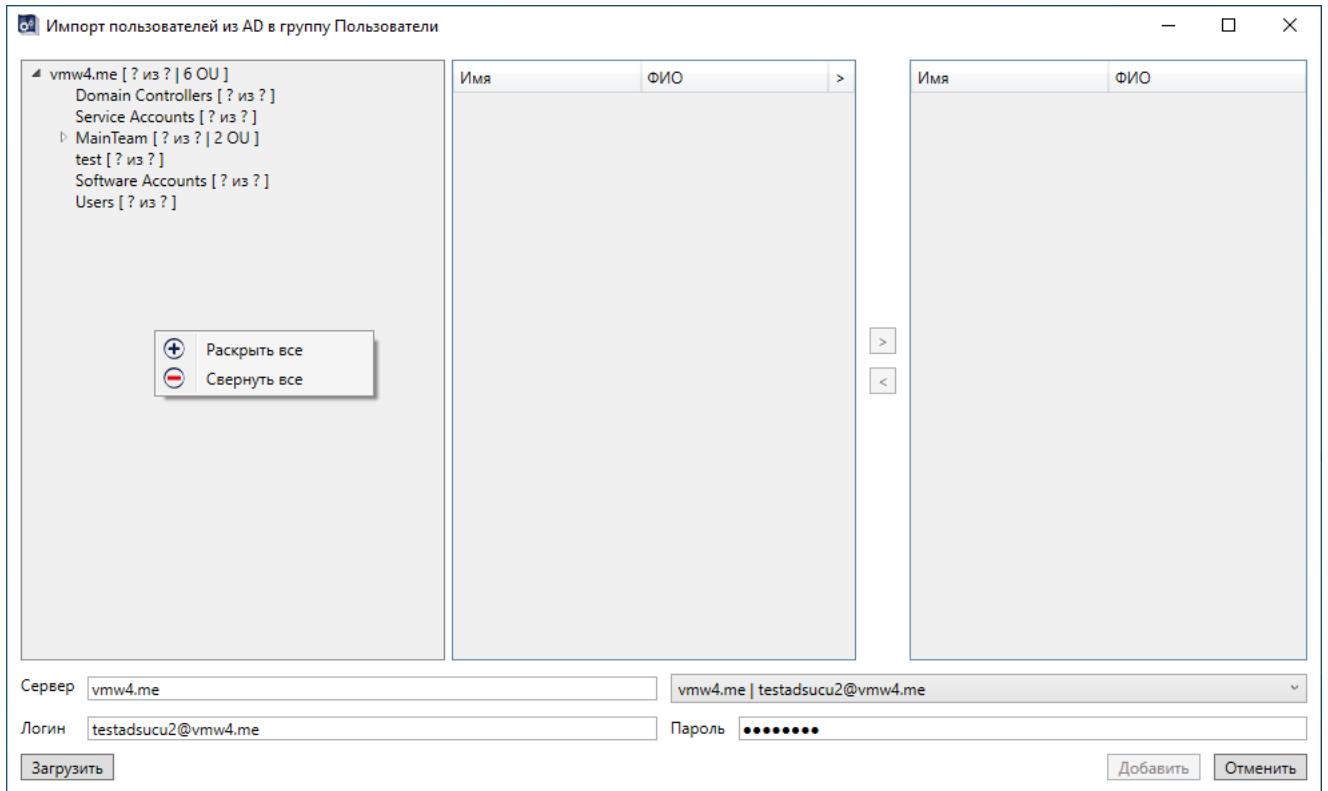 Импорт пользователей из AD в группу Пользователи
vmw4.me [ ? из ? | 6 OU ]
Domain Controllers [ ? из ? ]
Service Accounts [ ? из ? ]
MainTeam [ ? из ? | 2 OU ]
test [ ? из ? ]
Software Accounts [ ? из ? ]
Users [ ? из ? ]
Раскрыть все
Свернуть все
Имя ФИО >
>
<
Имя ФИО
Сервер vmw4.me vmw4.me | testadsucu2@vmw4.me
Логин testadsucu2@vmw4.me Пароль ●●●●●●●●
Загрузить Добавить Отменить